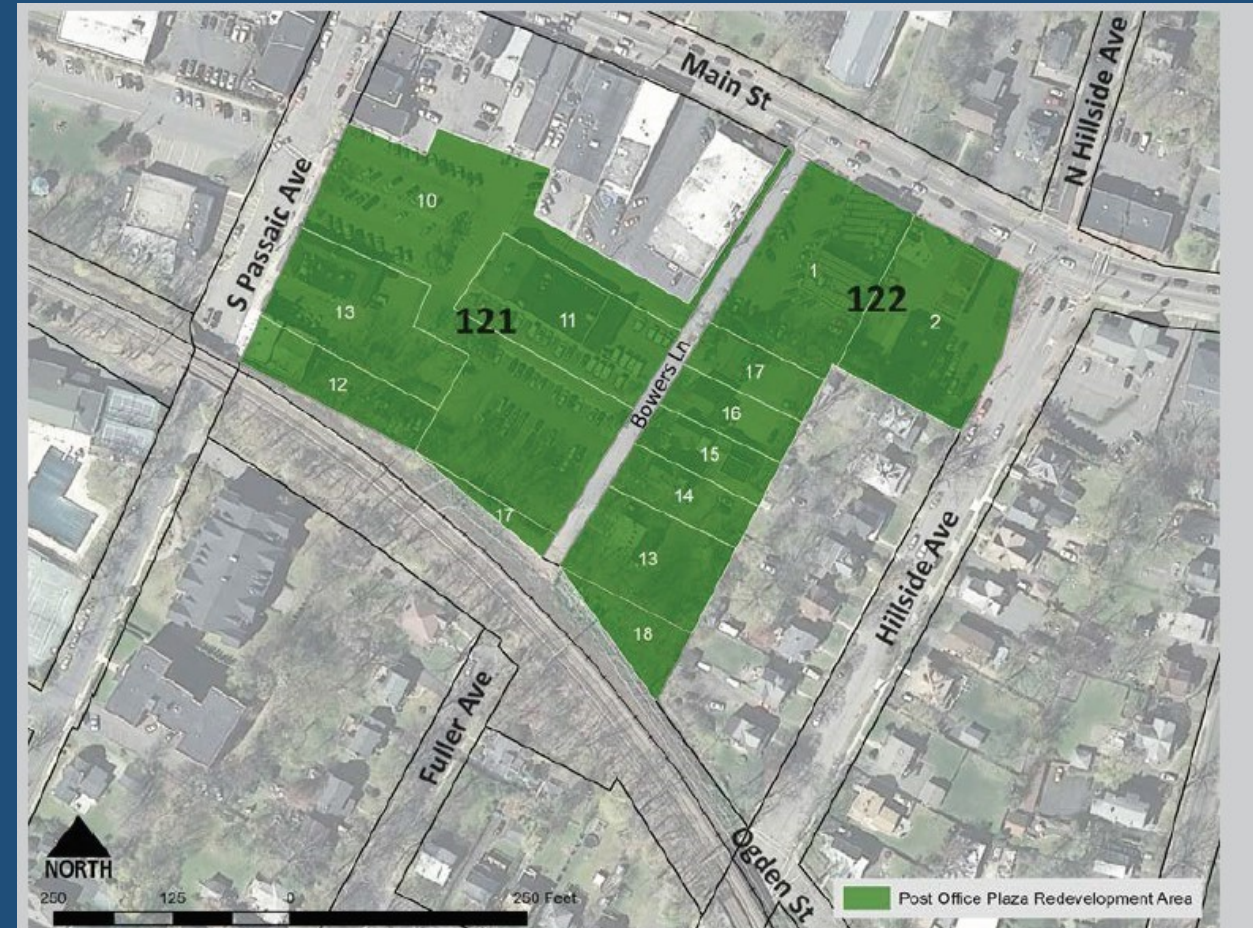 Main St
N Hillside Ave
S Passaic Ave
10
1
122
2
13
121
11
12
17
Bowers Ln
16
15
14
17
13
18
Hillside Ave
Fuller Ave
Ogden St
NORTH
250 125 0 250 Feet
Post Office Plaza Redevelopment Area